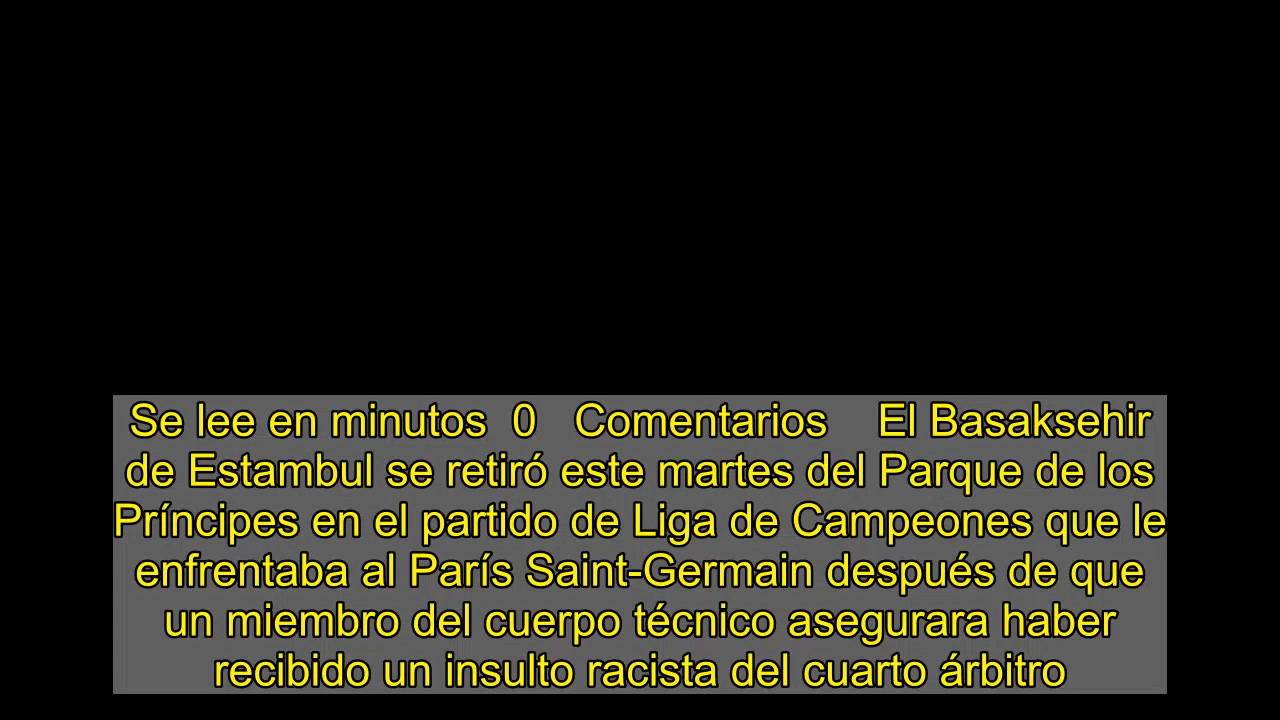 Se lee en minutos  0   Comentarios    El Basaksehir
de Estambul se retiró este martes del Parque de los
Príncipes en el partido de Liga de Campeones que le
enfrentaba al París Saint-Germain después de que
un miembro del cuerpo técnico asegurara haber
recibido un insulto racista del cuarto árbitro